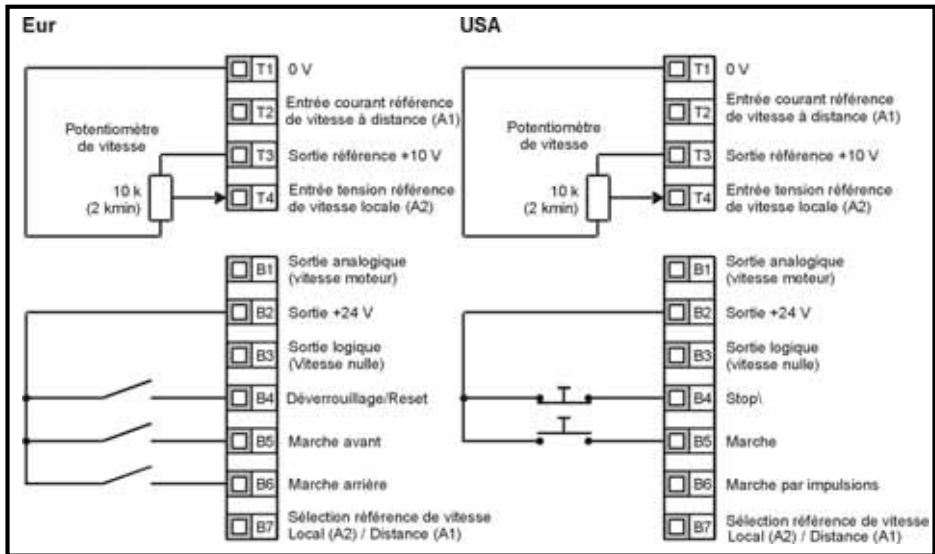 Eur
T1 0 V
T2 Entrée courant référence
de vitesse à distance (A1)
Potentiomètre
de vitesse
T3 Sortie référence +10 V
10 k
(2 kmin)
T4 Entrée tension référence
de vitesse locale (A2)
B1 Sortie analogique
(vitesse moteur)
B2 Sortie +24 V
B3 Sortie logique
(Vitesse nulle)
B4 Déverrouillage/Reset
B5 Marche avant
B6 Marche arrière
B7 Sélection référence de vitesse
Local (A2) / Distance (A1)
USA
T1 0 V
T2 Entrée courant référence
de vitesse à distance (A1)
Potentiomètre
de vitesse
T3 Sortie référence +10 V
10 k
(2 kmin)
T4 Entrée tension référence
de vitesse locale (A2)
B1 Sortie analogique
(vitesse moteur)
B2 Sortie +24 V
B3 Sortie logique
(vitesse nulle)
B4 Stop\
B5 Marche
B6 Marche par impulsions
B7 Sélection référence de vitesse
Local (A2) / Distance (A1)